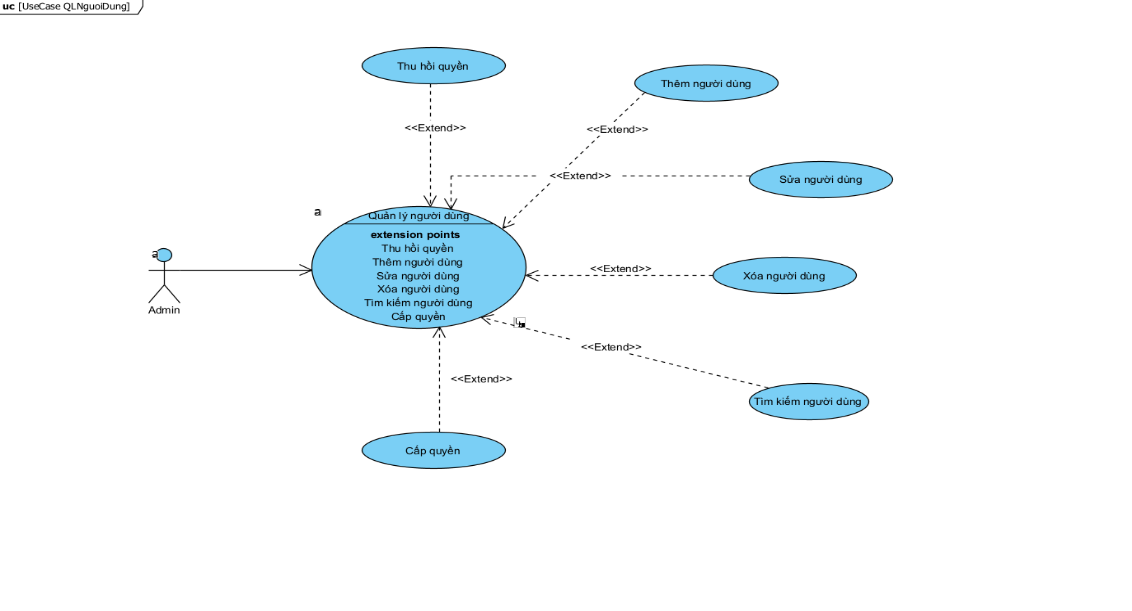 uc [UseCase QLNguoiDung]
Thu hồi quyền
Thêm người dùng
<<Extend>>
<<Extend>>
<<Extend>>
Sửa người dùng
a
Quản lý người dùng
extension points
Thu hồi quyền
Thêm người dùng
Sửa người dùng
Xóa người dùng
Tìm kiếm người dùng
Cấp quyền
a
Admin
<<Extend>>
Xóa người dùng
<<Extend>>
Tìm kiếm người dùng
<<Extend>>
Cấp quyền